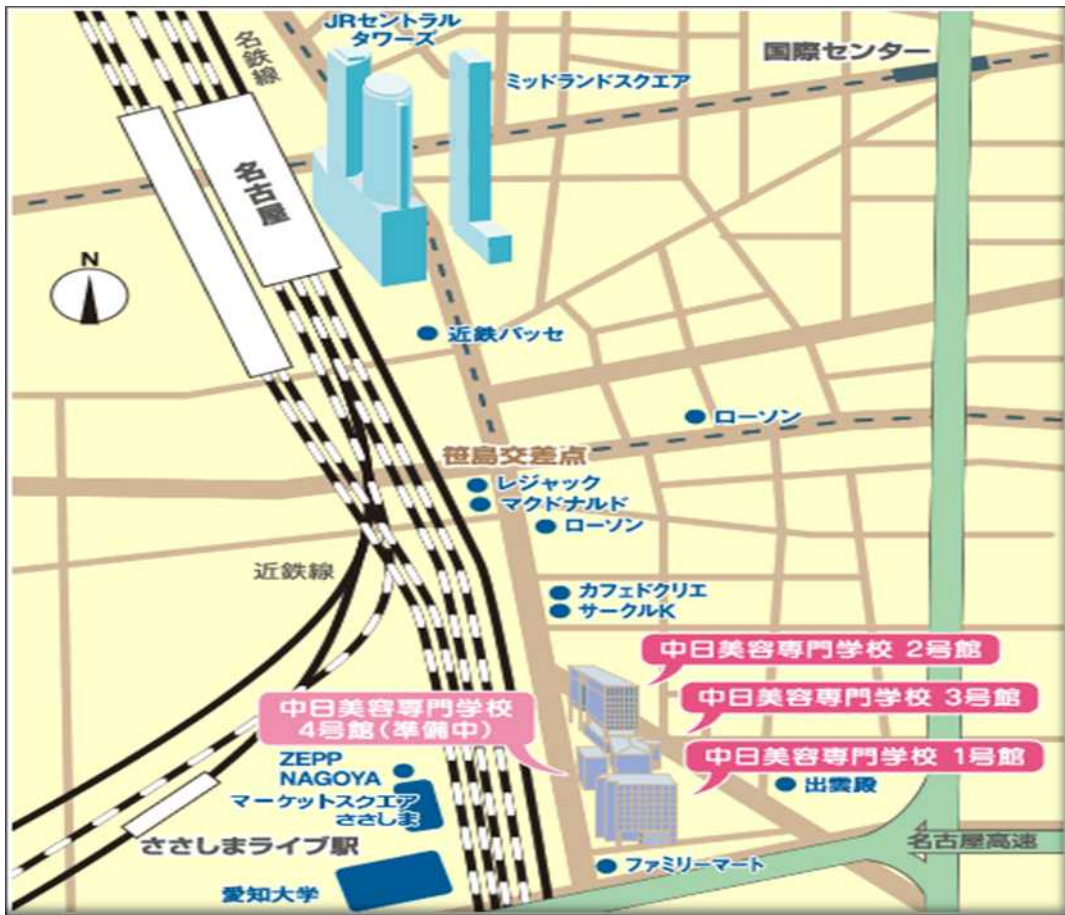 JRセントラル
タワーズ
名鉄線
国際センター
ミッドランドスクエア
名古屋
N
近鉄パッセ
ローソン
笹島交差点
レジャック
マクドナルド
ローソン
近鉄線
カフェドクリエ
サークルK
中日美容専門学校 2号館
中日美容専門学校 3号館
中日美容専門学校
4号館(準備中)
中日美容専門学校 1号館
ZEPP
NAGOYA
出雲殿
マーケットスクエア
ささしま
ささしまライブ駅
名古屋高速
ファミリーマート
愛知大学